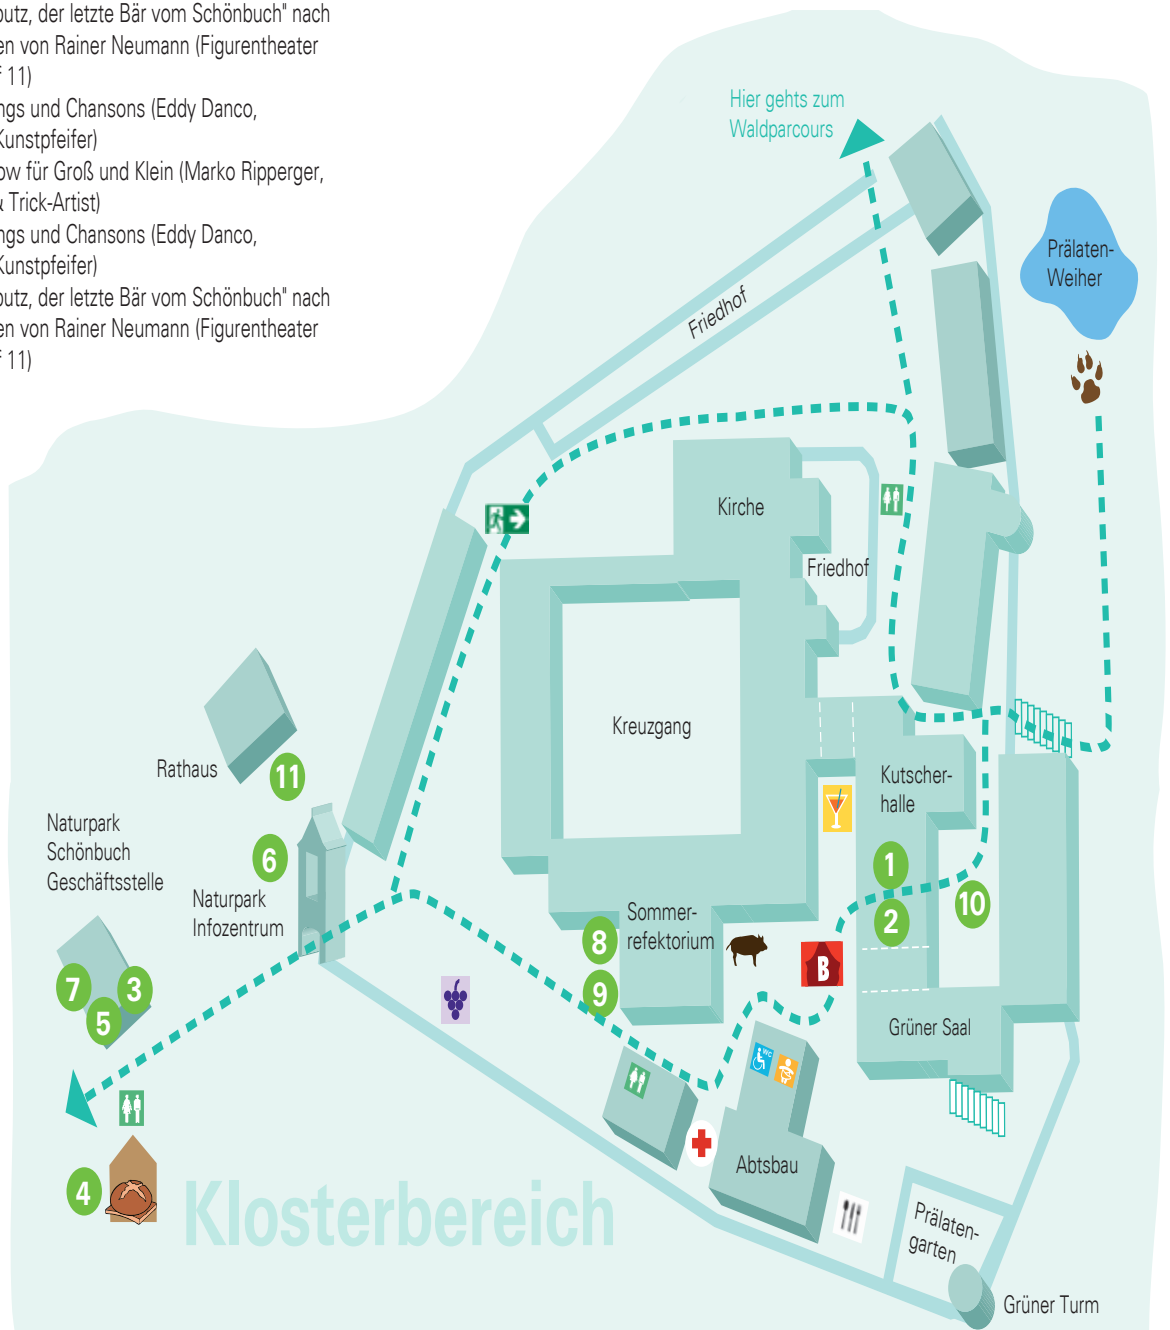 putz, der letzte Bär vom Schönbuch" nach
en von Rainer Neumann (Figurentheater
f 11)
ngs und Chansons (Eddy Danco,
Kunstpfeifer)
ow für Groß und Klein (Marko Ripperger,
& Trick-Artist)
ngs und Chansons (Eddy Danco,
Kunstpfeifer)
putz, der letzte Bär vom Schönbuch" nach
en von Rainer Neumann (Figurentheater
f 11)
Hier gehts zum
Waldparcours
Prälaten-
Weiher
Friedhof
Kirche
Friedhof
Kreuzgang
Rathaus
11
Kutscher-
halle
Naturpark
Schönbuch
Geschäftsstelle
6
Naturpark
Infozentrum
1
2
10
Sommer-
refektorium
8
9
B
7
3
5
Grüner Saal
WC
4
Abtsbau
Klosterbereich
Prälaten-
garten
Grüner Turm